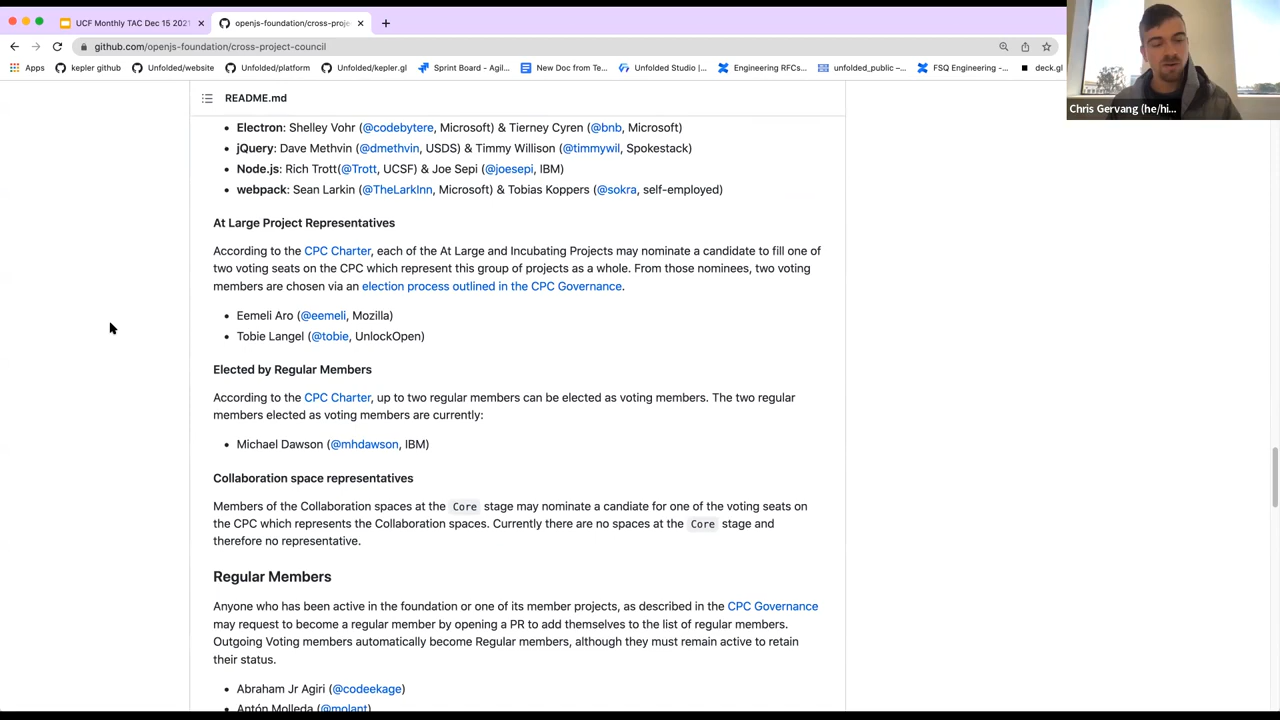 UCF Monthly TAC Dec 15 2021
openjs-foundation/cross-proje
github.com/openjs-foundation/cross-project-council
Apps
kepler github
Unfolded/website
Unfolded/platform
Unfolded/kepler.gl
Sprint Board - Agil...
New Doc from Te...
Unfolded Studio |...
Engineering RFCs...
unfolded_public –...
FSQ Engineering -...
deck.gl
Chris Gervang (he/hi...
README.md
Electron: Shelley Vohr (@codebytere, Microsoft) & Tierney Cyren (@bnb, Microsoft)
jQuery: Dave Methvin (@dmethvin, USDS) & Timmy Willison (@timmywil, Spokestack)
Node.js: Rich Trott(@Trott, UCSF) & Joe Sepi (@joesepi, IBM)
webpack: Sean Larkin (@TheLarkInn, Microsoft) & Tobias Koppers (@sokra, self-employed)
At Large Project Representatives
According to the CPC Charter, each of the At Large and Incubating Projects may nominate a candidate to fill one of
two voting seats on the CPC which represent this group of projects as a whole. From those nominees, two voting
members are chosen via an election process outlined in the CPC Governance.
Eemeli Aro (@eemeli, Mozilla)
Tobie Langel (@tobie, UnlockOpen)
Elected by Regular Members
According to the CPC Charter, up to two regular members can be elected as voting members. The two regular
members elected as voting members are currently:
Michael Dawson (@mhdawson, IBM)
Collaboration space representatives
Members of the Collaboration spaces at the Core stage may nominate a candiate for one of the voting seats on
the CPC which represents the Collaboration spaces. Currently there are no spaces at the Core stage and
therefore no representative.
Regular Members
Anyone who has been active in the foundation or one of its member projects, as described in the CPC Governance
may request to become a regular member by opening a PR to add themselves to the list of regular members.
Outgoing Voting members automatically become Regular members, although they must remain active to retain
their status.
Abraham Jr Agiri (@codeekage)
Antón Molleda (@molant)